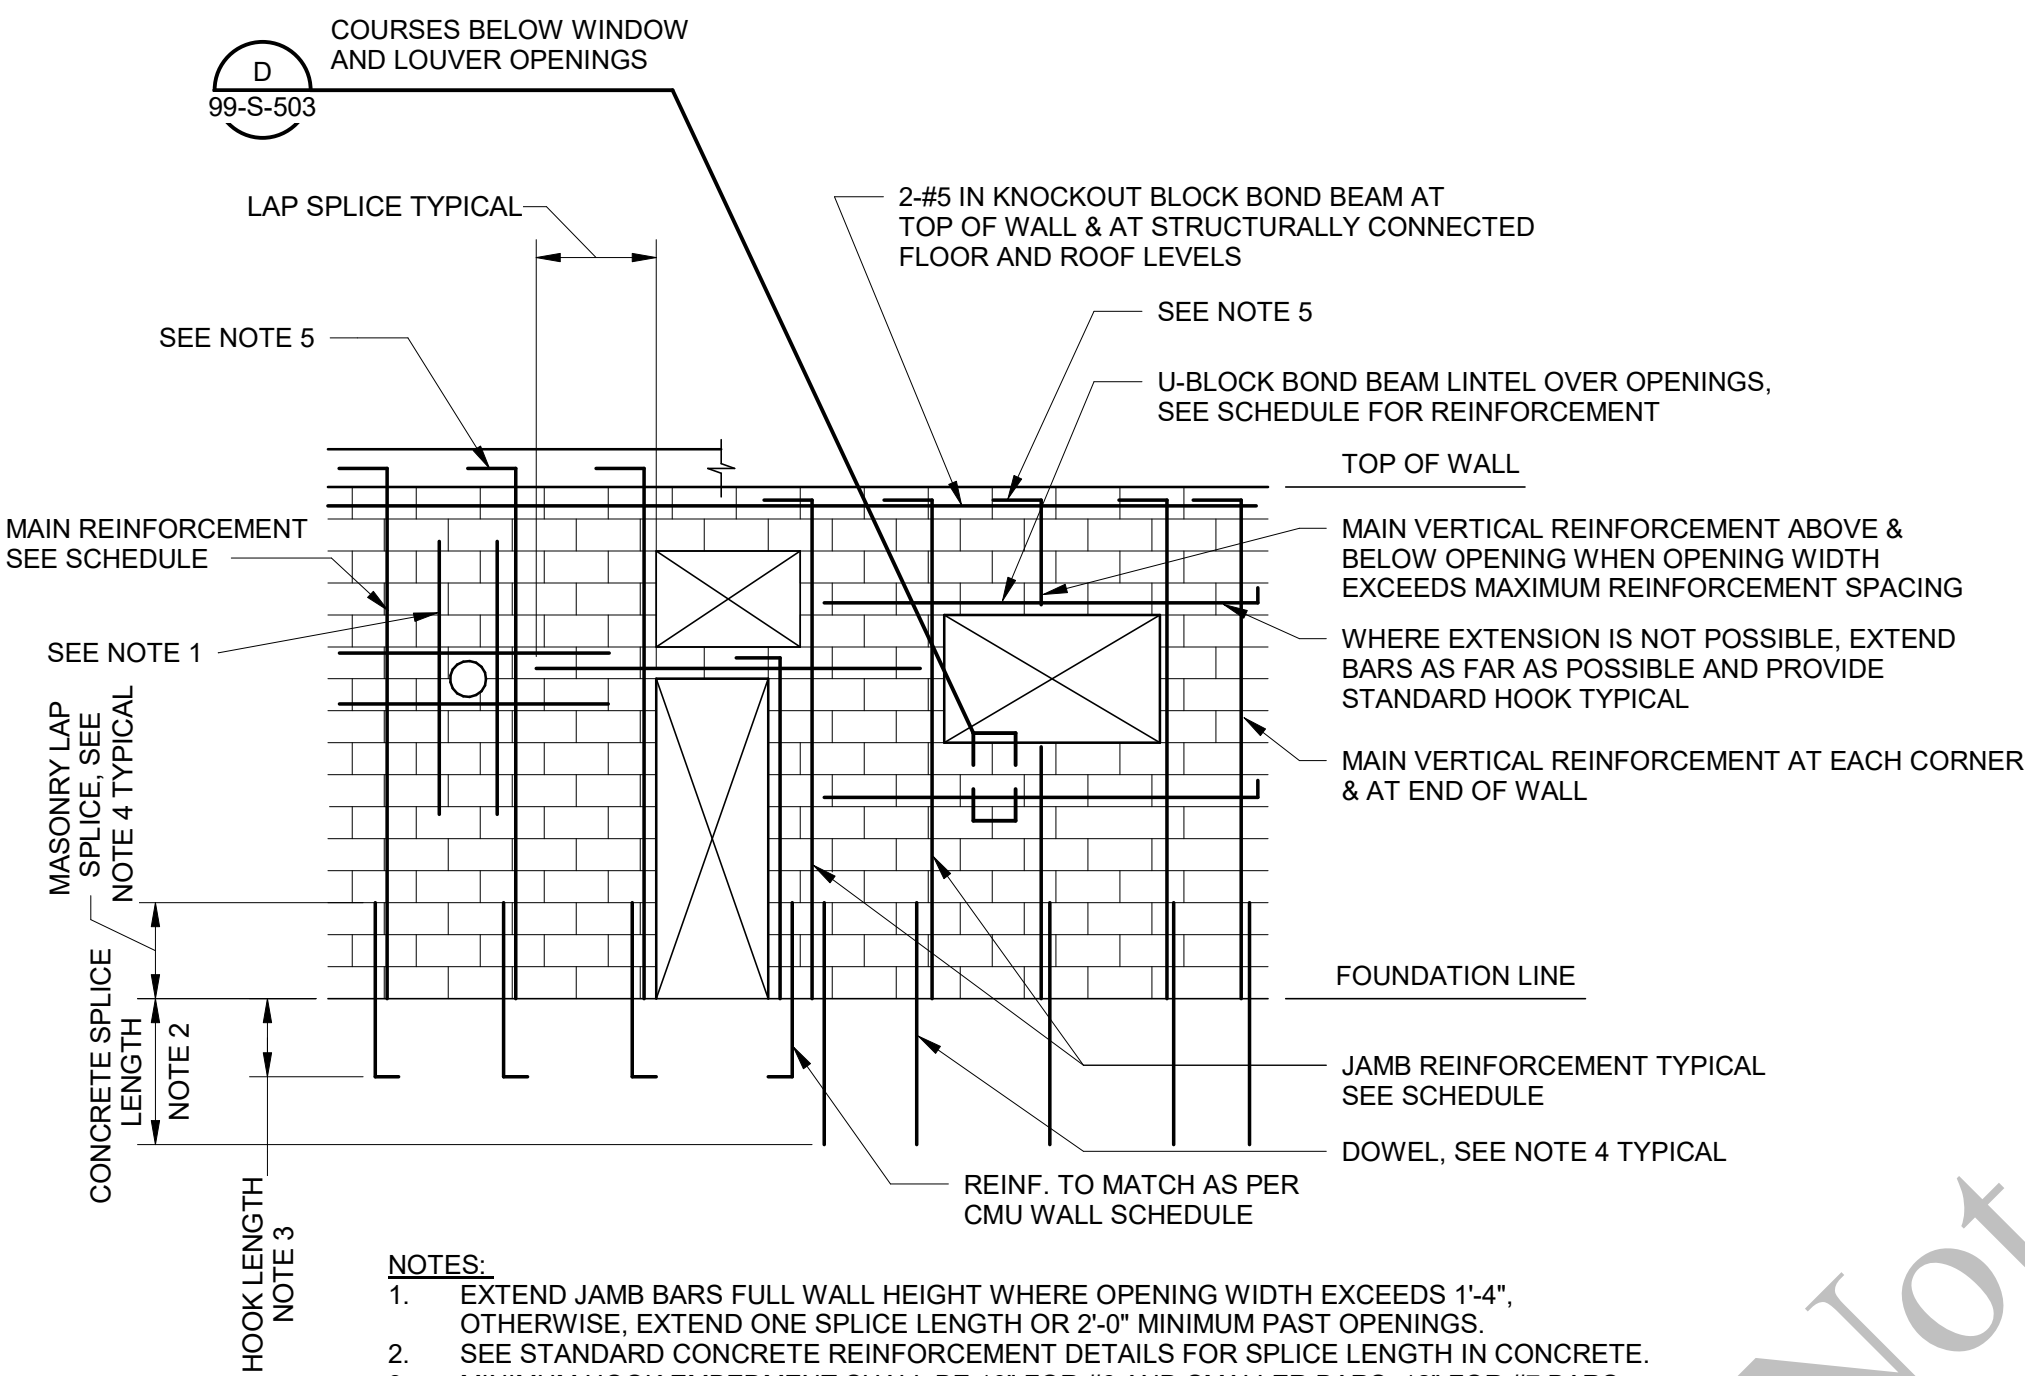 COURSES BELOW WINDOW
AND LOUVER OPENINGS
D
99-S-503
LAP SPLICE TYPICAL
2-#5 IN KNOCKOUT BLOCK BOND BEAM AT
TOP OF WALL & AT STRUCTURALLY CONNECTED
FLOOR AND ROOF LEVELS
SEE NOTE 5
SEE NOTE 5
U-BLOCK BOND BEAM LINTEL OVER OPENINGS,
SEE SCHEDULE FOR REINFORCEMENT
TOP OF WALL
MAIN REINFORCEMENT
SEE SCHEDULE
MAIN VERTICAL REINFORCEMENT ABOVE &
BELOW OPENING WHEN OPENING WIDTH
EXCEEDS MAXIMUM REINFORCEMENT SPACING
SEE NOTE 1
WHERE EXTENSION IS NOT POSSIBLE, EXTEND
BARS AS FAR AS POSSIBLE AND PROVIDE
STANDARD HOOK TYPICAL
MASONRY LAP
SPLICE, SEE
NOTE 4 TYPICAL
MAIN VERTICAL REINFORCEMENT AT EACH CORNER
& AT END OF WALL
CONCRETE SPLICE
LENGTH
NOTE 2
FOUNDATION LINE
JAMB REINFORCEMENT TYPICAL
SEE SCHEDULE
DOWEL, SEE NOTE 4 TYPICAL
REINF. TO MATCH AS PER
CMU WALL SCHEDULE
HOOK LENGTH
NOTE 3
NOTES:
1. EXTEND JAMB BARS FULL WALL HEIGHT WHERE OPENING WIDTH EXCEEDS 1'-4",
OTHERWISE, EXTEND ONE SPLICE LENGTH OR 2'-0" MINIMUM PAST OPENINGS.
2. SEE STANDARD CONCRETE REINFORCEMENT DETAILS FOR SPLICE LENGTH IN CONCRETE.
Not